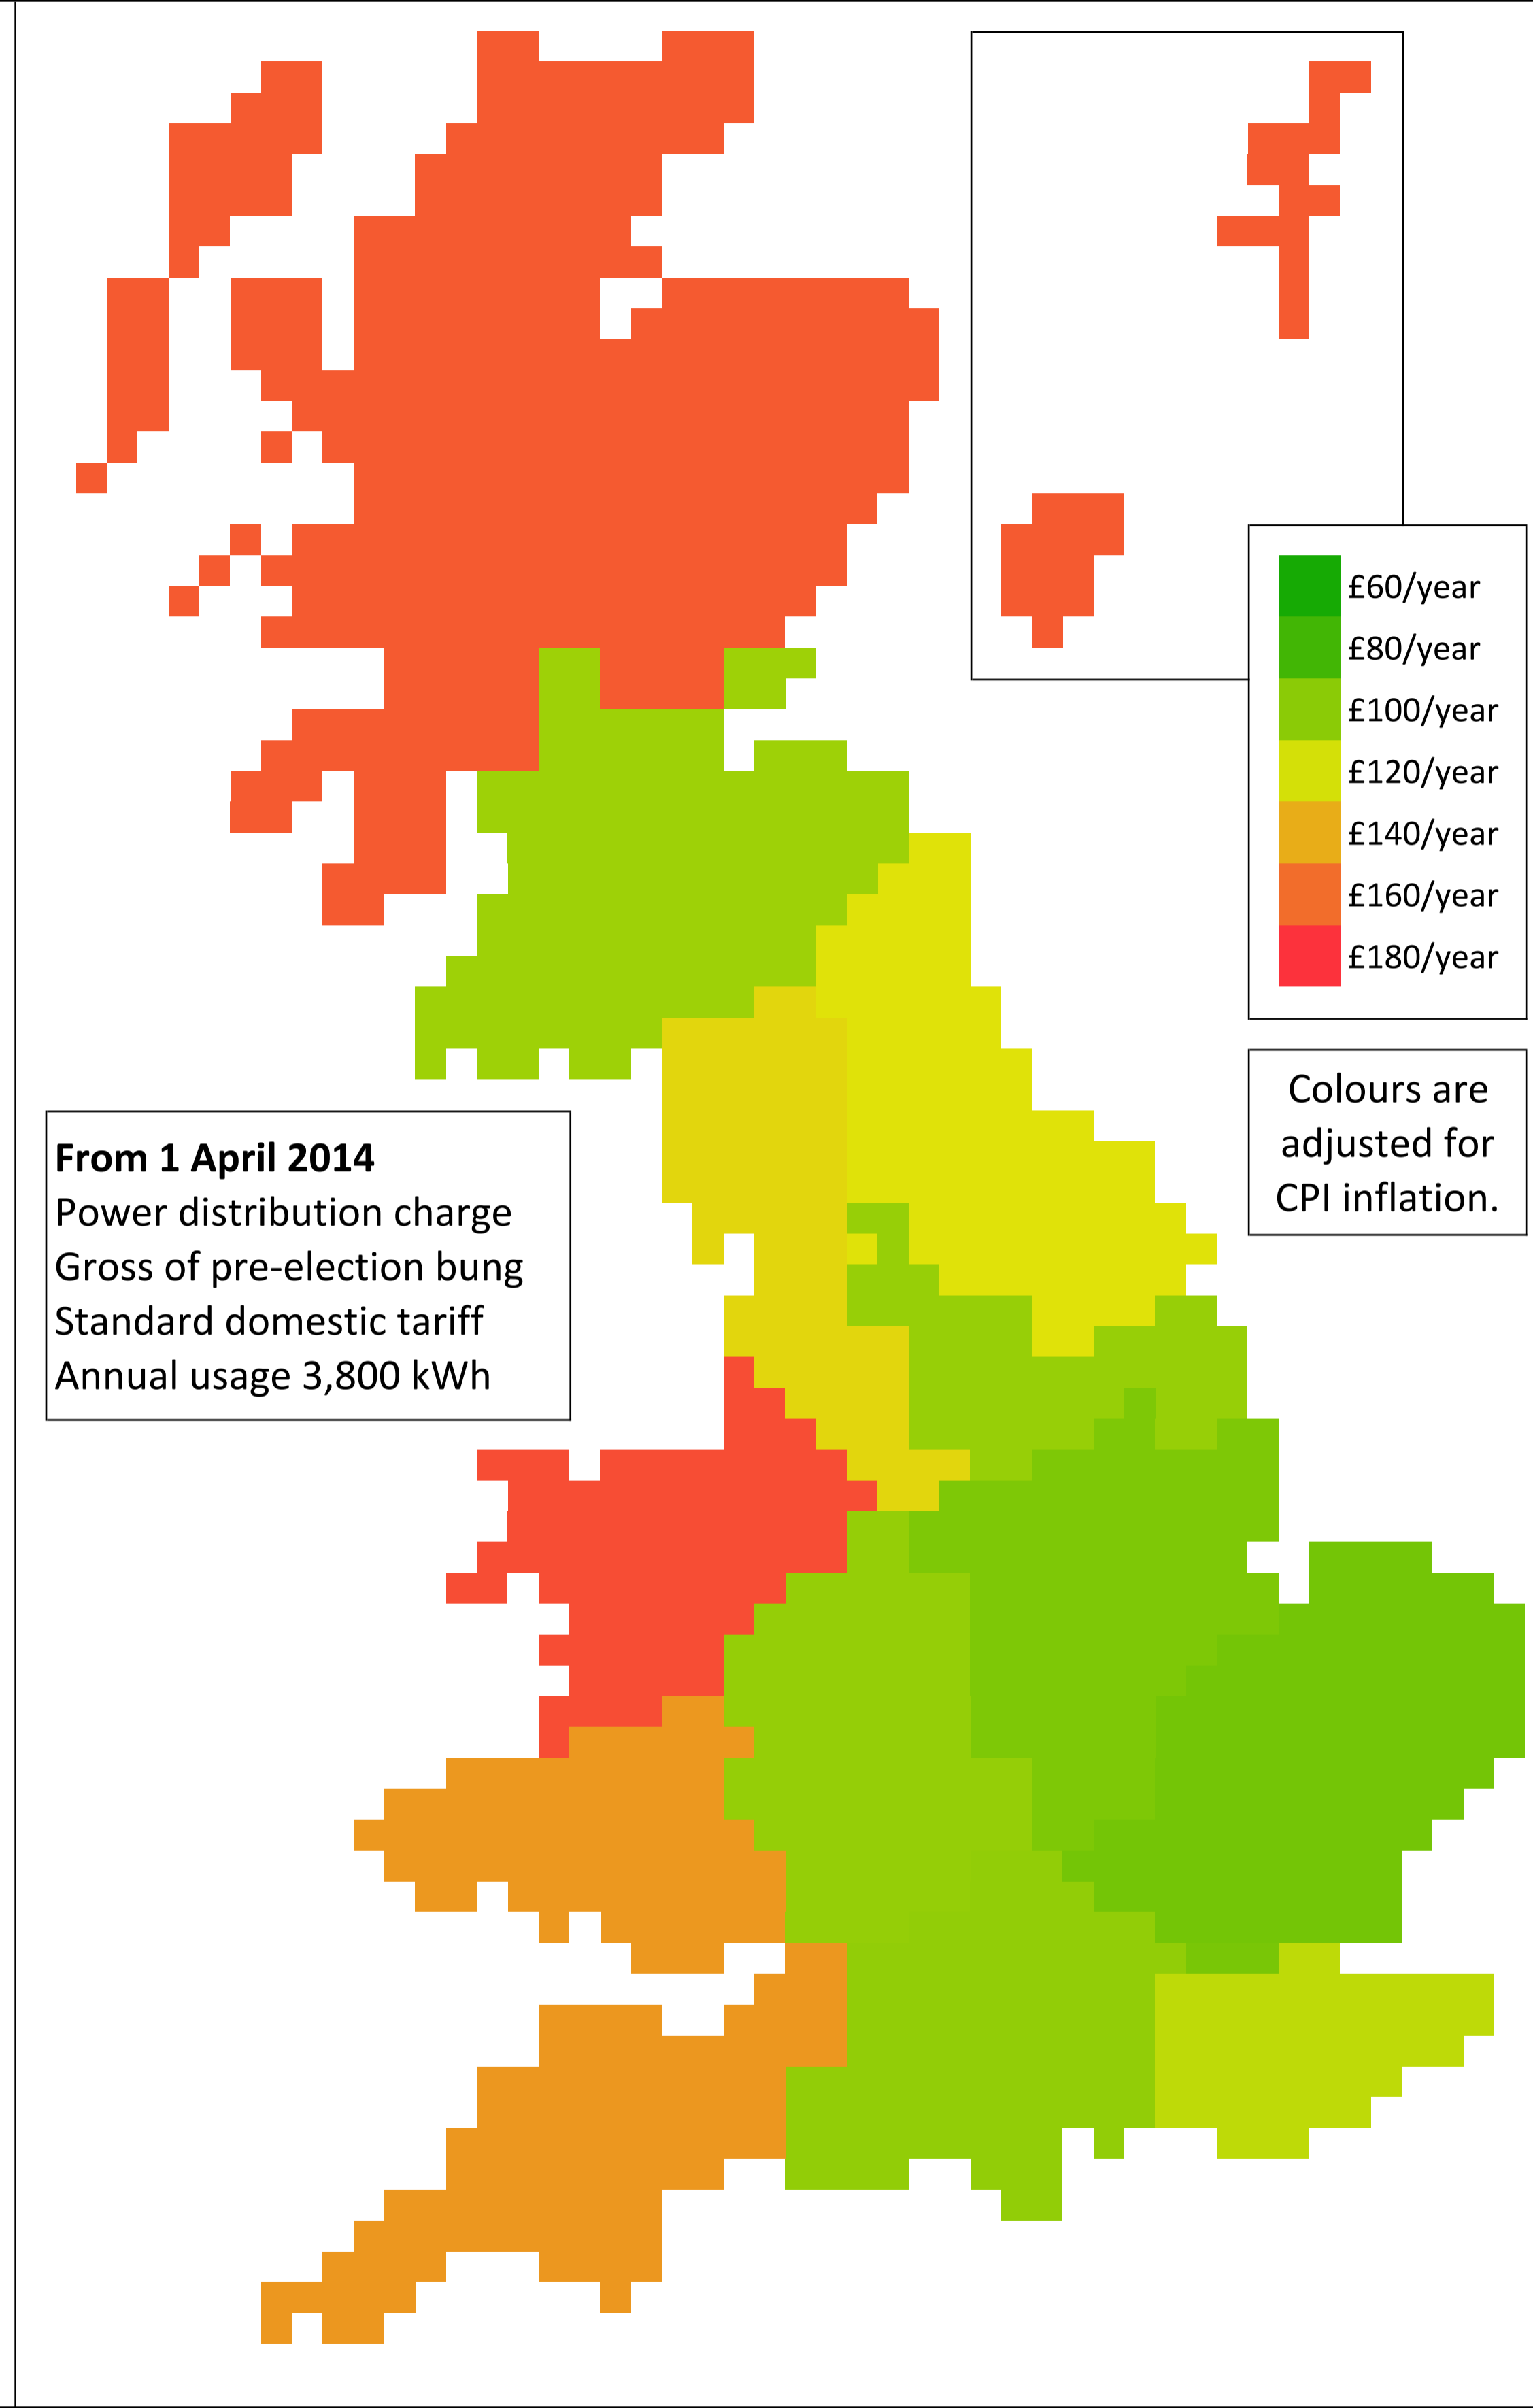 £60/year
£80/year
£100/year
£120/year
£140/year
£160/year
£180/year
Colours are
adjusted for
CPI inflation.
From 1 April 2014
Power distribution charge
Gross of pre-election bung
Standard domestic tariff
Annual usage 3,800 kWh